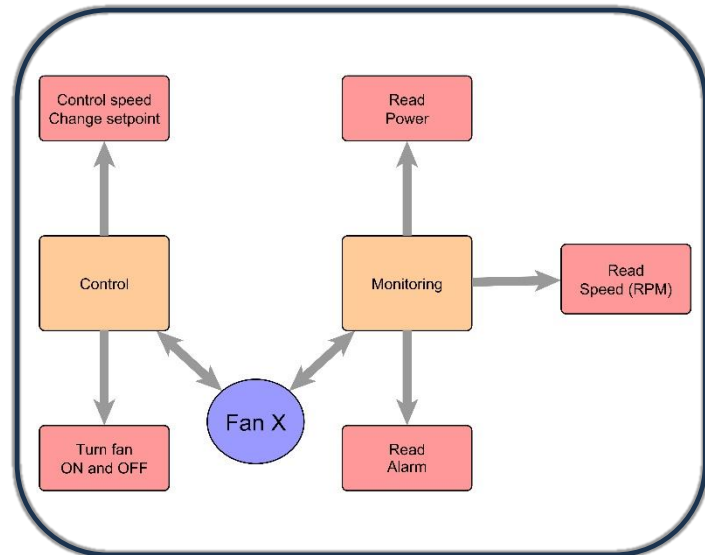 Control speed
Change setpoint
Read
Power
Control
Monitoring
Read
Speed (RPM)
Fan X
Turn fan
ON and OFF
Read
Alarm